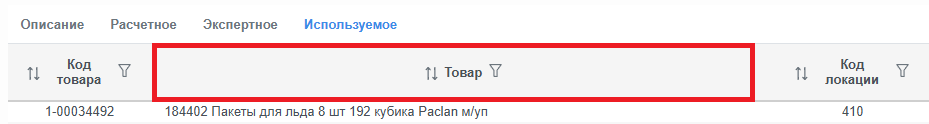 Описание Расчетное Экспертное Используемое
Код товара Товар Код локации
1-00034492 184402 Пакеты для льда 8 шт 192 кубика Paclan м/уп 410